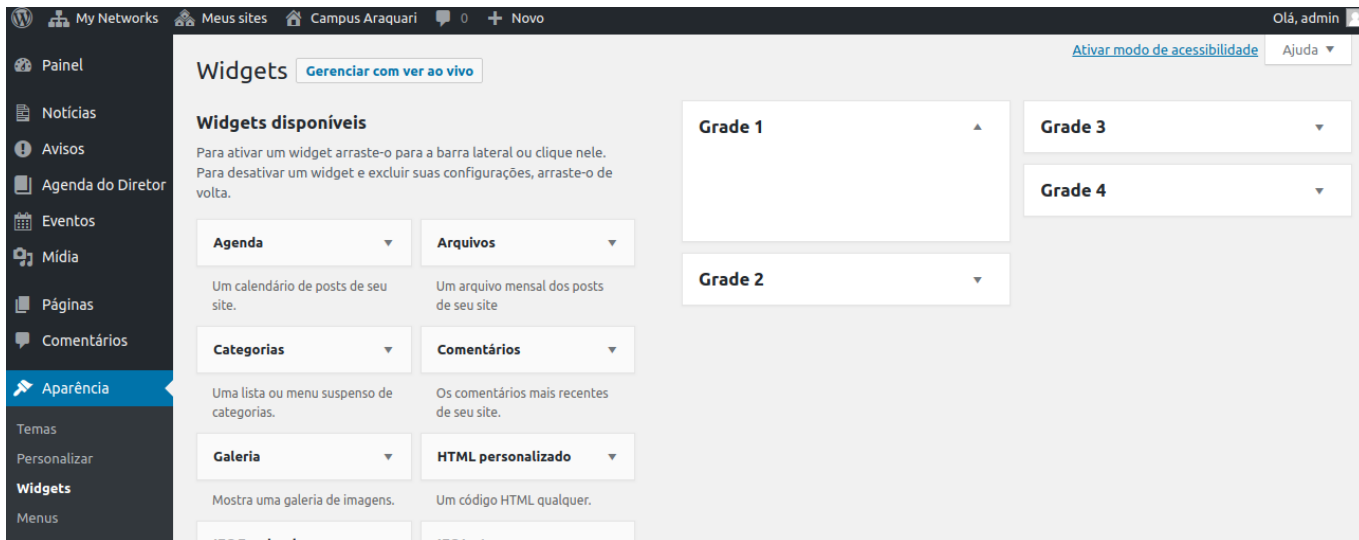 My Networks Meus sites Campus Araquari 0 Novo Olá, admin
Ativar modo de acessibilidade Ajuda
Painel
Notícias
Avisos
Agenda do Diretor
Eventos
Mídia
Páginas
Comentários
Aparência
Temas
Personalizar
Widgets
Menus
Widgets Gerenciar com ver ao vivo
Widgets disponíveis
Para ativar um widget arraste-o para a barra lateral ou clique nele.
Para desativar um widget e excluir suas configurações, arraste-o de
volta.
Agenda
Um calendário de posts de seu
site.
Arquivos
Um arquivo mensal dos posts
de seu site
Categorias
Uma lista ou menu suspenso de
categorias.
Comentários
Os comentários mais recentes
de seu site.
Galeria
Mostra uma galeria de imagens.
HTML personalizado
Um código HTML qualquer.
Grade 1
Grade 2
Grade 3
Grade 4